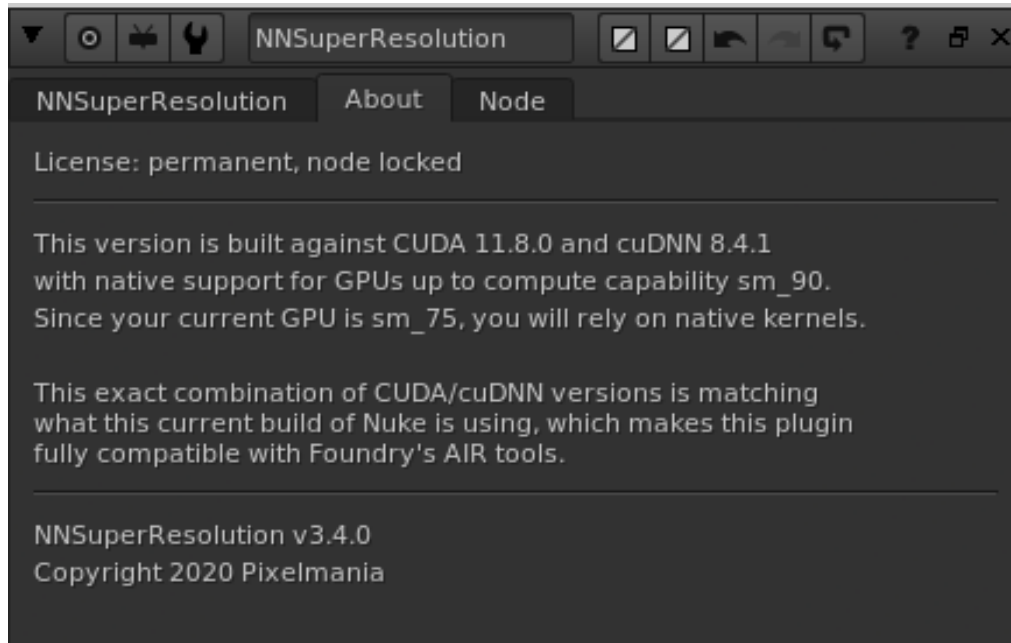 NNSuperResolution
NNSuperResolution About Node
License: permanent, node locked
This version is built against CUDA 11.8.0 and cuDNN 8.4.1
with native support for GPUs up to compute capability sm_90.
Since your current GPU is sm_75, you will rely on native kernels.
This exact combination of CUDA/cuDNN versions is matching
what this current build of Nuke is using, which makes this plugin
fully compatible with Foundry's AIR tools.
NNSuperResolution v3.4.0
Copyright 2020 Pixelmania